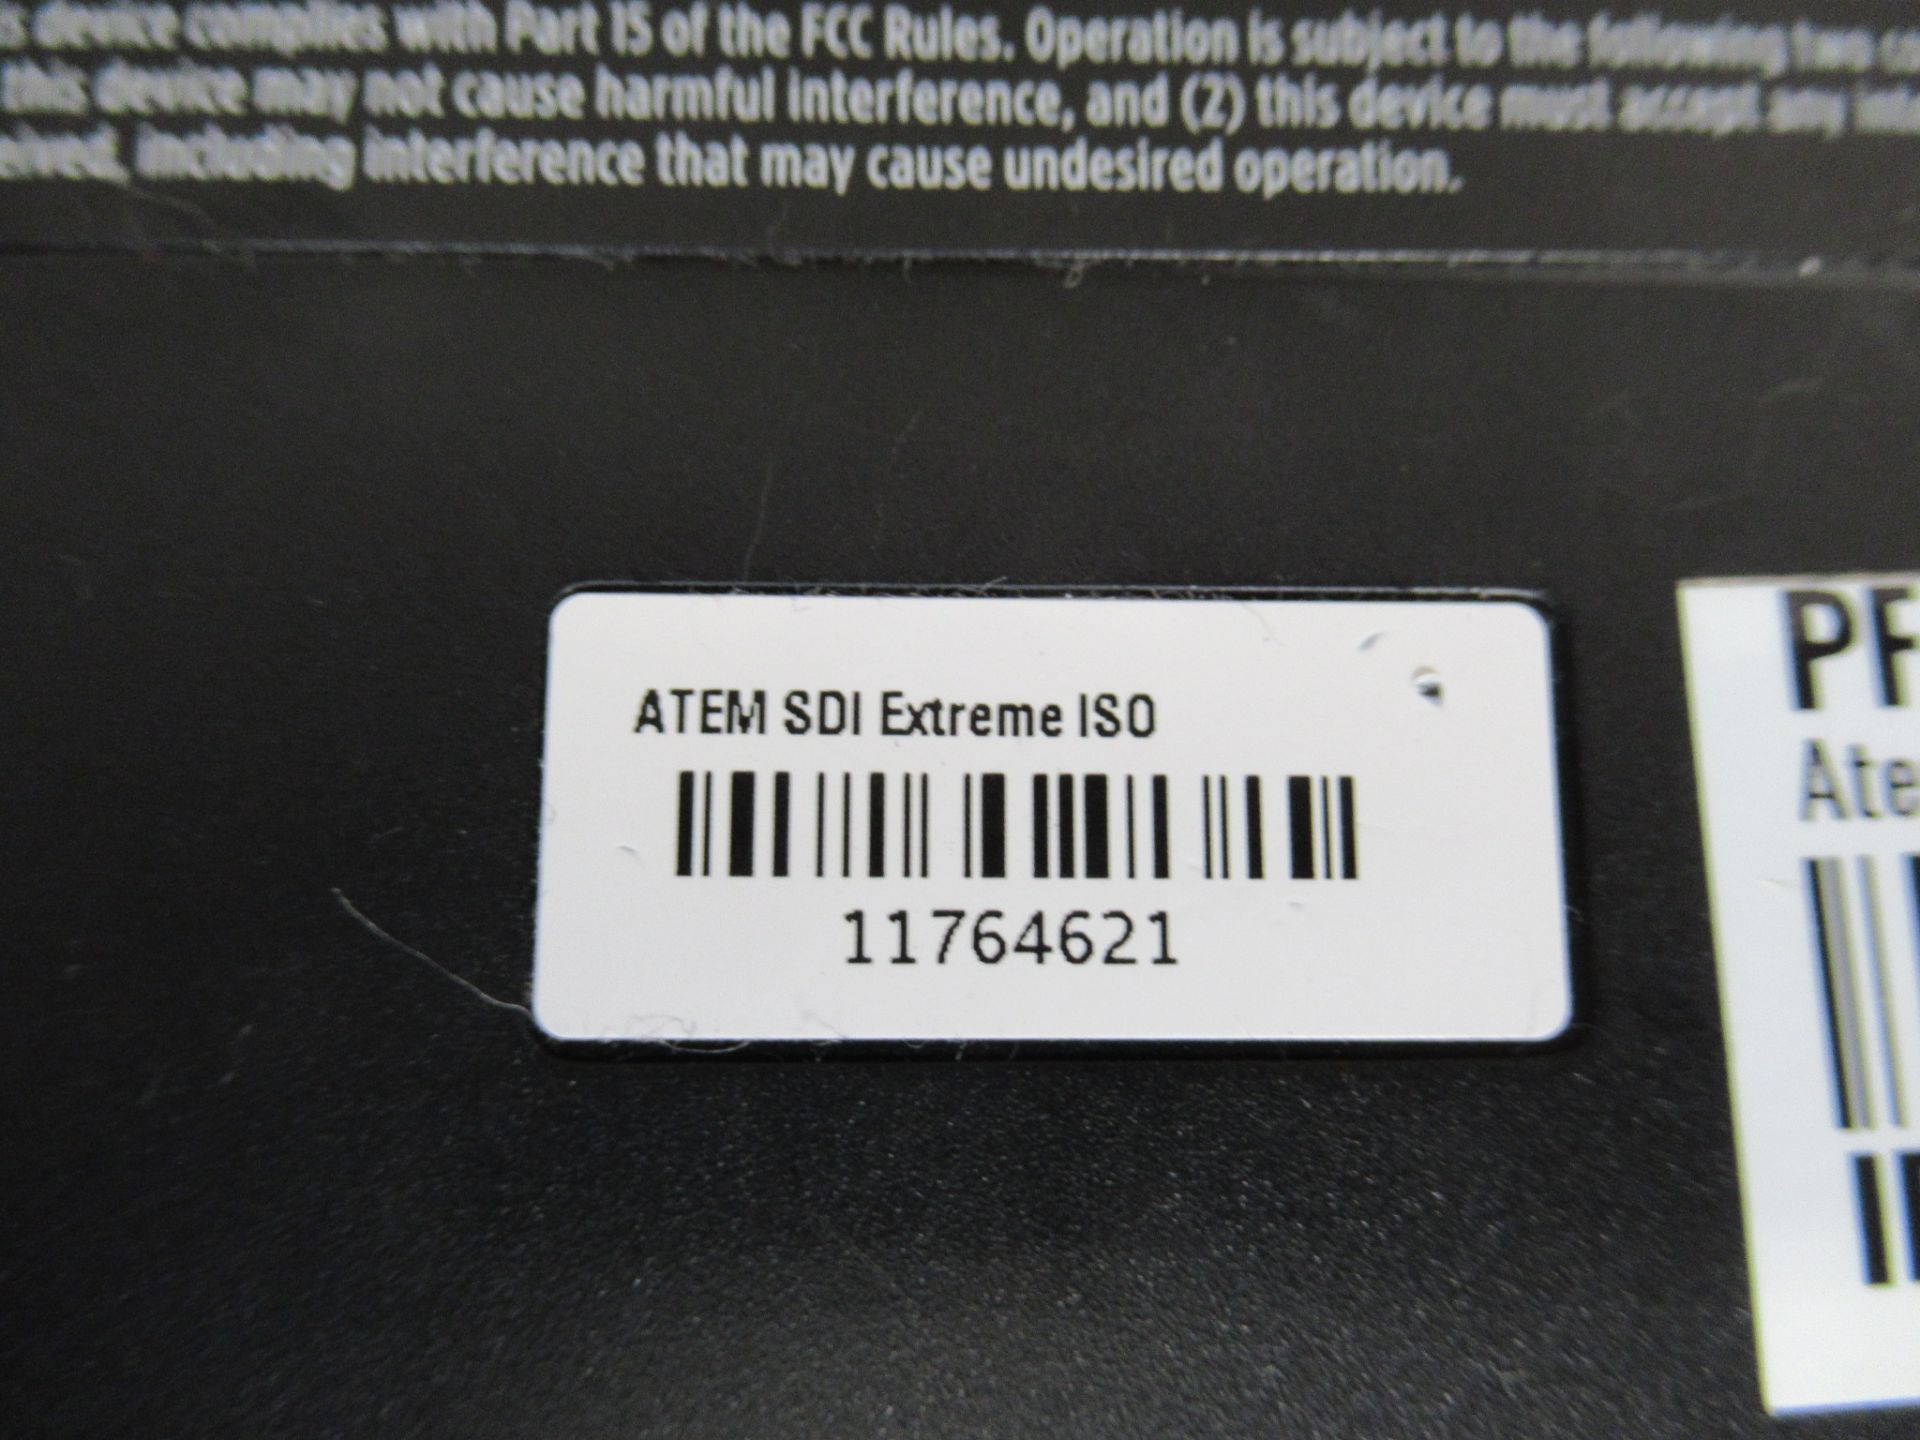 device complies with Part 15 of the FCC Rules. Operation is subject to the following two
this device may not cause harmful interference, and (2) this device must accept any
including interference that may cause undesired operation.
ATEM SDI Extreme ISO
11764621
PF
Ate